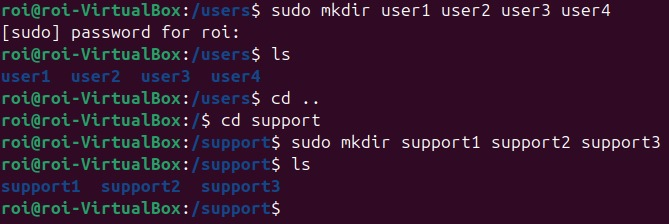 roi@roi-VirtualBox:/users$ sudo mkdir user1 user2 user3 user4
[sudo] password for roi:
roi@roi-VirtualBox:/users$ ls
user1  user2  user3  user4
roi@roi-VirtualBox:/users$ cd ..
roi@roi-VirtualBox:/$ cd support
roi@roi-VirtualBox:/support$ sudo mkdir support1 support2 support3
roi@roi-VirtualBox:/support$ ls
support1  support2  support3
roi@roi-VirtualBox:/support$